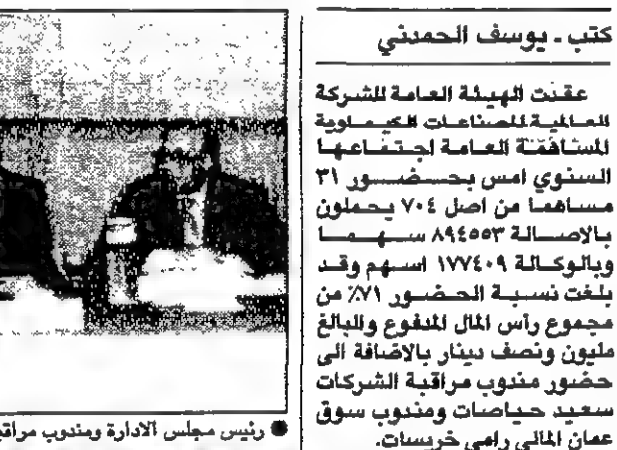 كتب ـ يوسف الحمدني
عقدت الهيئة العامة للشركة
العالمية للصناعات الكيماوية
المساهمة العامة اجتماعها
السنوي امس بحضور ٣١
مساهما من اصل ٧٠٤ يحملون
بالاصالة ٨٩٤٥٥٣ سهما
وبالوكالة ١٧٧٤٠٩ اسهم وقد
بلغت نسبة الحضور ٧١٪ من
مجموع رأس المال المدفوع والبالغ
مليون ونصف دينار بالاضافة الى
حضور مندوب مراقبة الشركات
سعيد حياصات ومندوب سوق
عمان المالي رامي خريسات.
● رئيس مجلس الادارة ومندوب مراقب